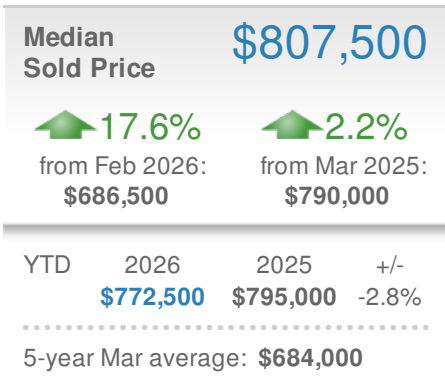 Median $807,500
Sold Price
17.6% 2.2%
from Feb 2026: from Mar 2025:
$686,500 $790,000
YTD 2026 2025 +/-
$772,500 $795,000 -2.8%
5-year Mar average: $684,000